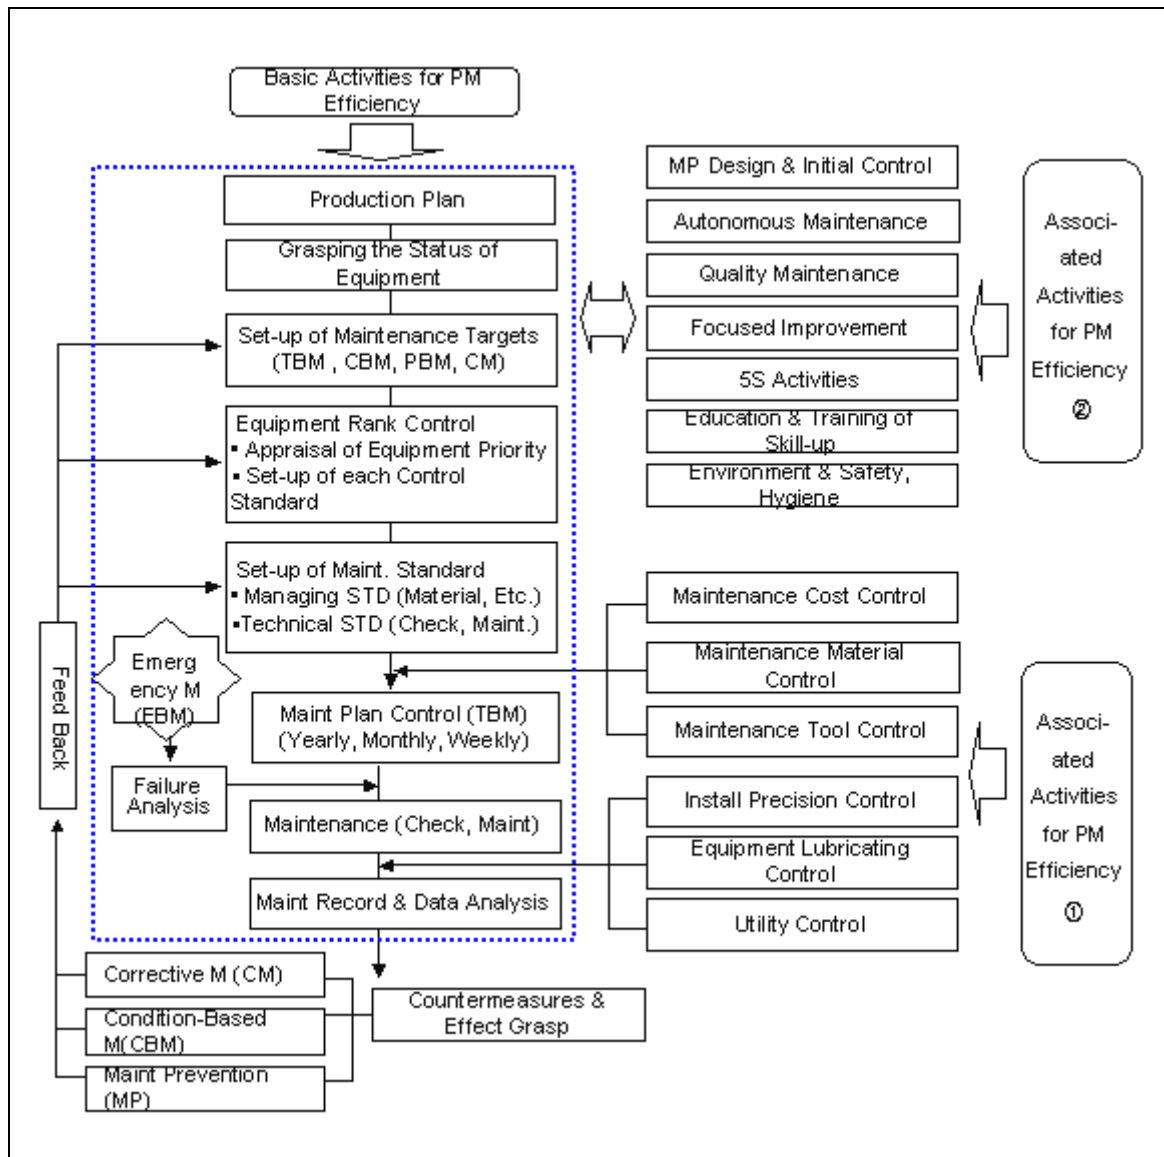 Basic Activities for PM
Efficiency
Production Plan
Grasping the Status of
Equipment
Set-up of Maintenance Targets
(TBM , CBM, PBM, CM)
Equipment Rank Control
▪ Appraisal of Equipment Priority
▪ Set-up of each Control
Standard
Set-up of Maint. Standard
▪ Managing STD (Material, Etc.)
▪Technical STD (Check, Maint.)
Emerg
ency M
(EBM)
Feed Back
Maint Plan Control (TBM)
(Yearly, Monthly, Weekly)
Failure
Analysis
Maintenance (Check, Maint)
Maint Record & Data Analysis
Corrective M (CM)
Condition-Based
M(CBM)
Maint Prevention
(MP)
Countermeasures &
Effect Grasp
MP Design & Initial Control
Autonomous Maintenance
Quality Maintenance
Focused Improvement
5S Activities
Education & Training of
Skill-up
Environment & Safety,
Hygiene
Associ-
ated
Activities
for PM
Efficiency
②
Maintenance Cost Control
Maintenance Material
Control
Maintenance Tool Control
Install Precision Control
Equipment Lubricating
Control
Utility Control
Associ-
ated
Activities
for PM
Efficiency
①